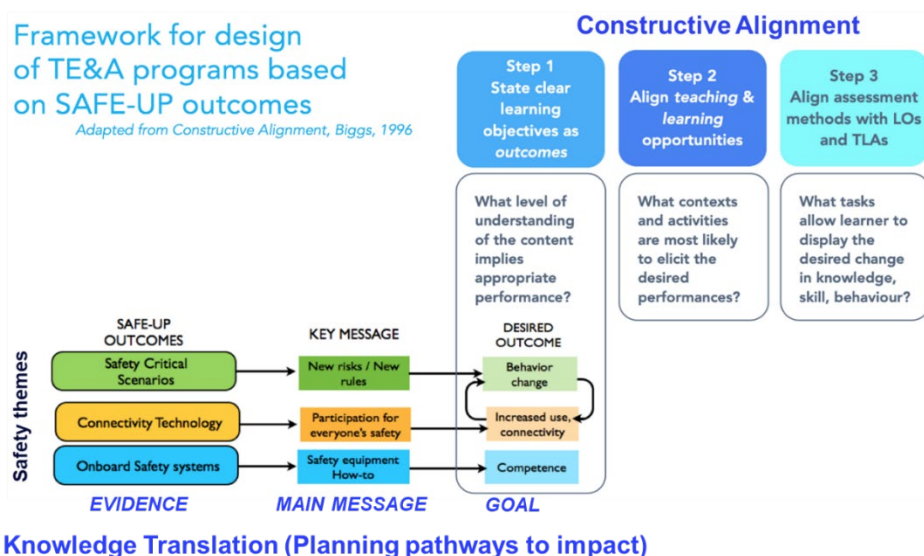 Framework for design
of TE&A programs based
on SAFE-UP outcomes
Adapted from Constructive Alignment, Biggs, 1996
Constructive Alignment
Step 1
State clear
learning
objectives as
outcomes
Step 2
Align teaching &
learning
opportunities
Step 3
Align assessment
methods with LOs
and TLAs
What level of
understanding
of the content
implies
appropriate
performance?
What contexts
and activities
are most likely
to elicit the
desired
performances?
What tasks
allow learner to
display the
desired change
in knowledge,
skill, behaviour?
Safety themes
SAFE-UP
OUTCOMES
KEY MESSAGE
DESIRED
OUTCOME
Safety Critical
Scenarios
New risks / New
rules
Behavior
change
Connectivity Technology
Participation for
everyone's safety
Increased use,
connectivity
Onboard Safety systems
Safety equipment
How-to
Competence
EVIDENCE
MAIN MESSAGE
GOAL
Knowledge Translation (Planning pathways to impact)